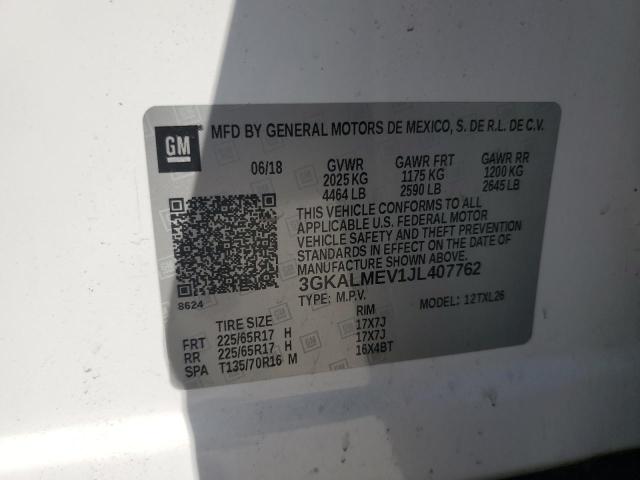 GM
MFD BY GENERAL MOTORS DE MEXICO, S. DE R.L. DE C.V.
06/18 GVWR GAWR FRT GAWR RR
2025 KG 1175 KG 1200 KG
4464 LB 2590 LB 2645 LB
THIS VEHICLE CONFORMS TO ALL
APPLICABLE U.S. FEDERAL MOTOR
VEHICLE SAFETY AND THEFT PREVENTION
STANDARDS IN EFFECT ON THE DATE OF
MANUFACTURE SHOWN ABOVE.
3GKALMEV1JL407762
8624
TYPE: M.P.V. MODEL: 12TXL26
TIRE SIZE RIM
FRT 225/65R17 H 17X7J
RR 225/65R17 H 17X7J
SPA T135/70R16 M 16X4BT